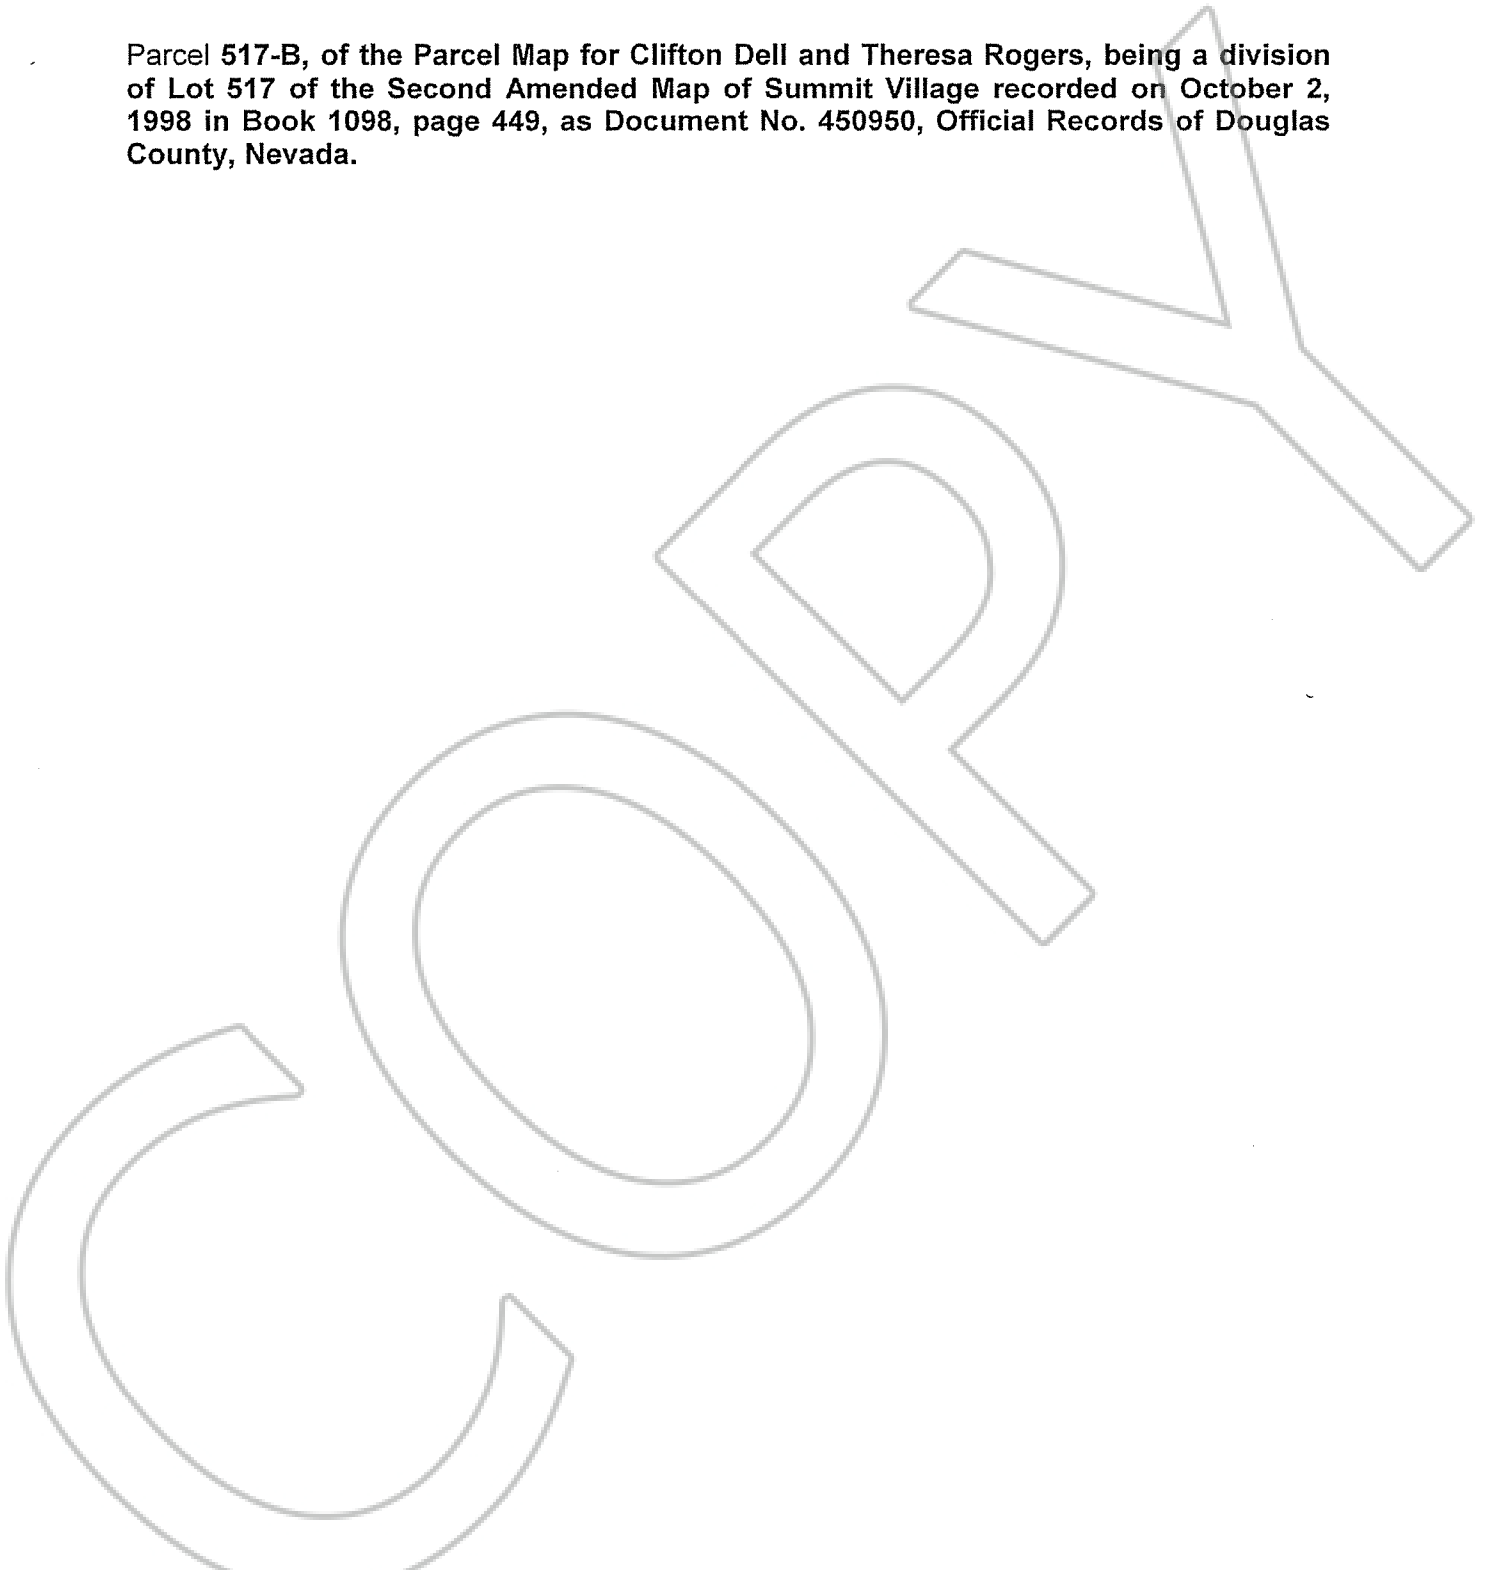 Parcel 517-B, of the Parcel Map for Clifton Dell and Theresa Rogers, being a division
of Lot 517 of the Second Amended Map of Summit Village recorded on October 2,
1998 in Book 1098, page 449, as Document No. 450950, Official Records of Douglas
County, Nevada.
COPY